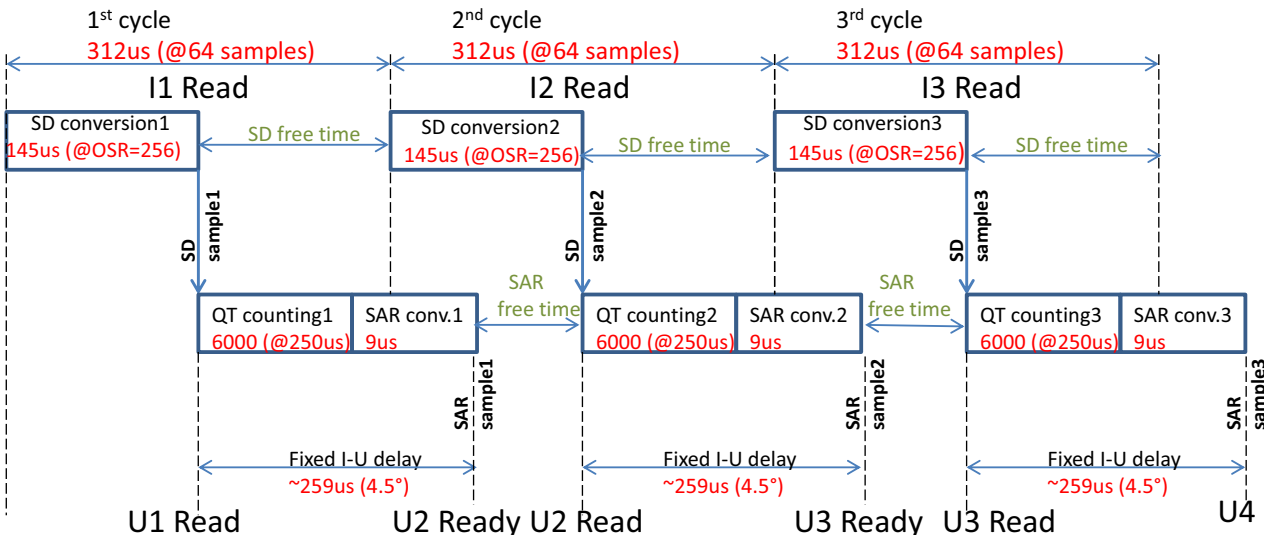 1st cycle
312us (@64 samples)
2nd cycle
312us (@64 samples)
3rd cycle
312us (@64 samples)
I1 Read
I2 Read
I3 Read
SD conversion1
145us (@OSR=256)
SD free time
SD conversion2
145us (@OSR=256)
SD free time
SD conversion3
145us (@OSR=256)
SD free time
SD
sample1
SD
sample2
SD
sample3
QT counting1
6000 (@250us)
SAR conv.1
9us
SAR
free time
QT counting2
6000 (@250us)
SAR conv.2
9us
SAR
free time
QT counting3
6000 (@250us)
SAR conv.3
9us
SAR
sample1
SAR
sample2
SAR
sample3
Fixed I-U delay
~259us (4.5°)
Fixed I-U delay
~259us (4.5°)
Fixed I-U delay
~259us (4.5°)
U1 Read
U2 Ready
U2 Read
U3 Ready
U3 Read
U4